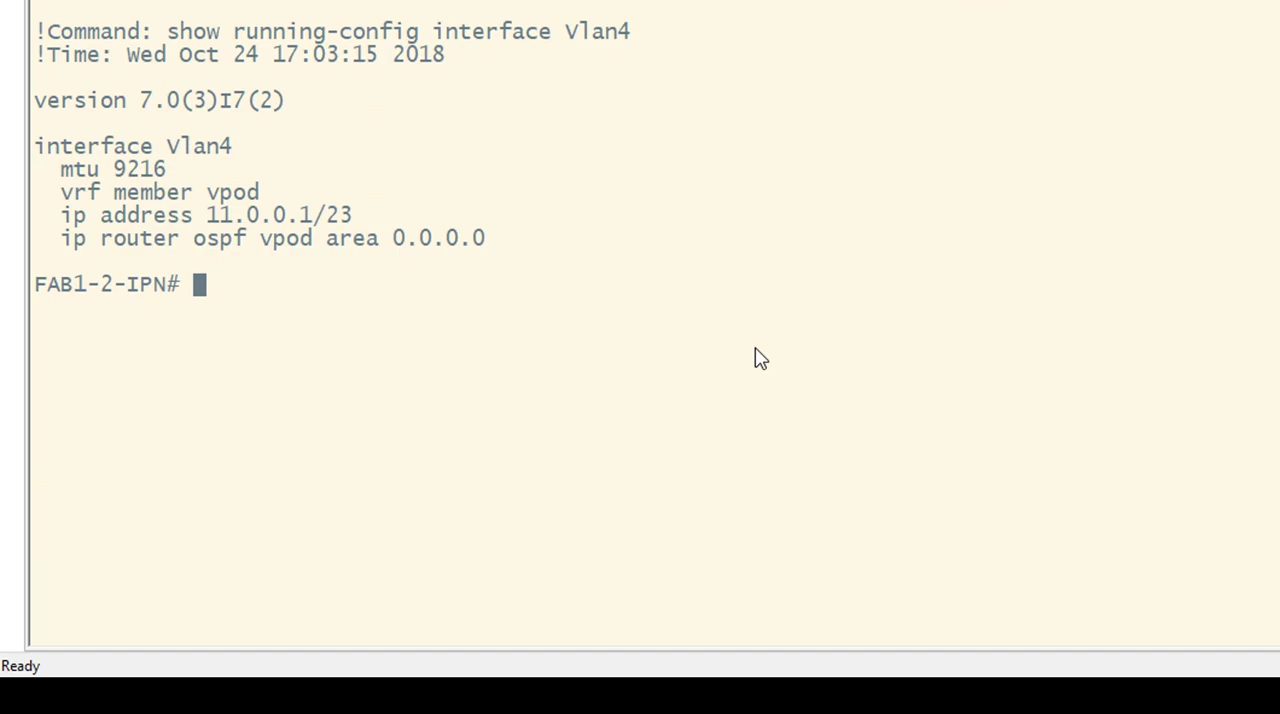 !Command: show running-config interface Vlan4
!Time: Wed Oct 24 17:03:15 2018
version 7.0(3)I7(2)
interface Vlan4
  mtu 9216
  vrf member vpod
  ip address 11.0.0.1/23
  ip router ospf vpod area 0.0.0.0
FAB1-2-IPN#
Ready